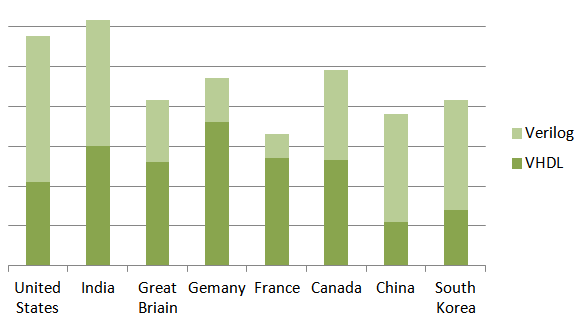 Verilog
VHDL
United India Great Gemany France Canada China South
States Briain Korea